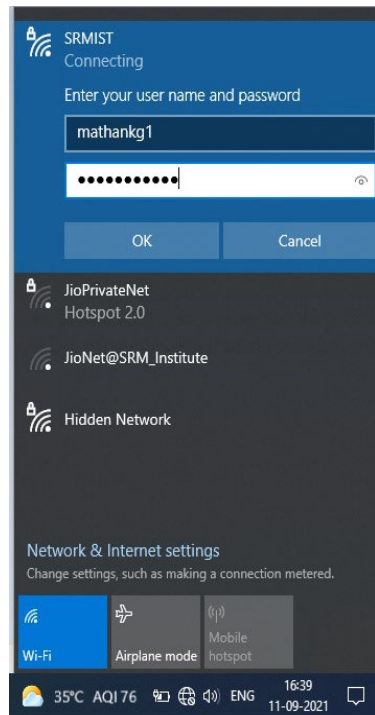 SRMIST
Connecting
Enter your user name and password
mathankg1
•••••••••••
OK Cancel
JioPrivateNet
Hotspot 2.0
JioNet@SRM_Institute
Hidden Network
Network & Internet settings
Change settings, such as making a connection metered.
Wi-Fi
Airplane mode
Mobile
hotspot
35°C AQI 76 ENG
16:39
11-09-2021